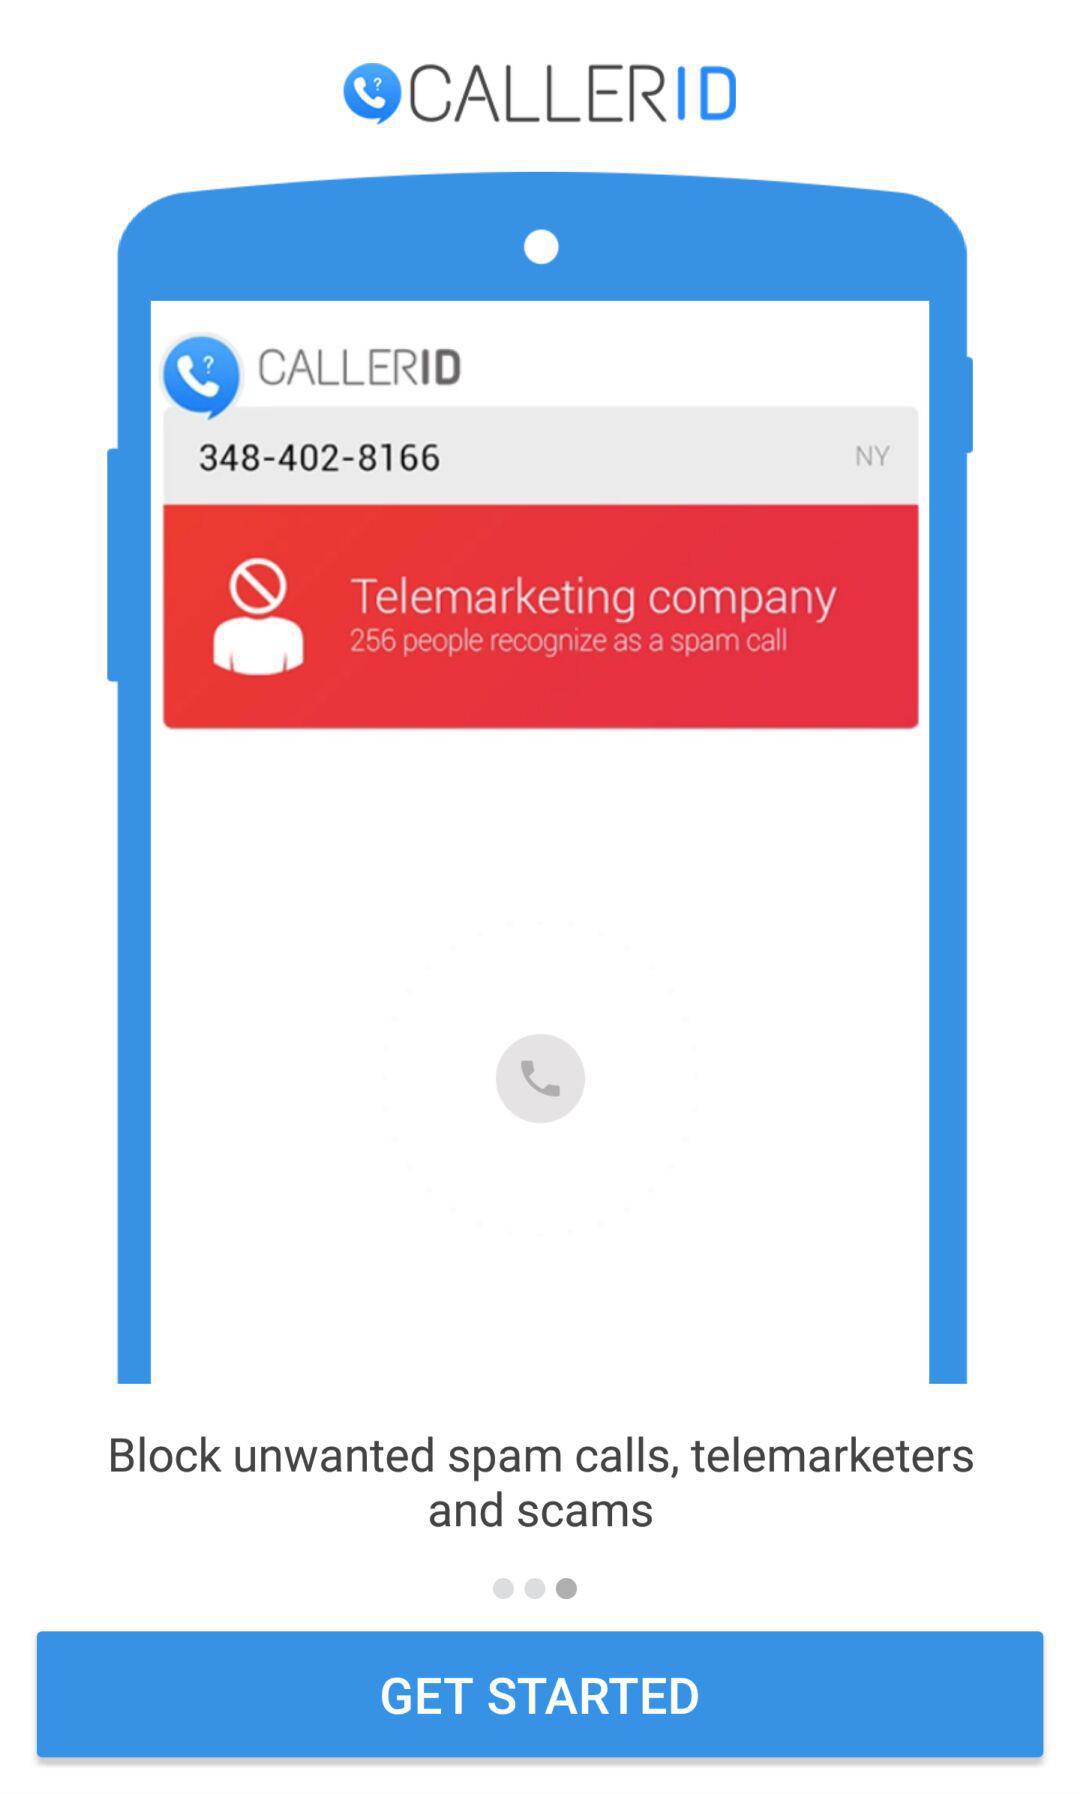 CALLERID
CALLERID
348-402-8166 NY
Telemarketing company
256 people recognize as a spam call
Block unwanted spam calls, telemarketers
and scams
GET STARTED